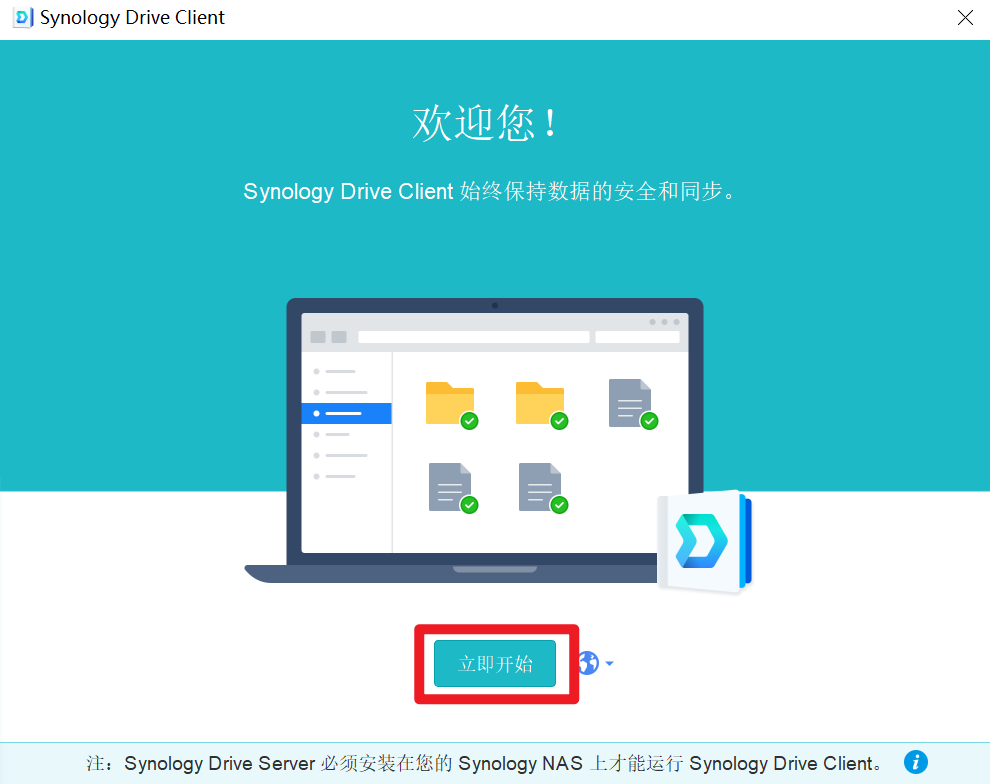 Synology Drive Client
欢迎您！
Synology Drive Client 始终保持数据的安全和同步。
立即开始
注：Synology Drive Server 必须安装在您的 Synology NAS 上才能运行 Synology Drive Client。